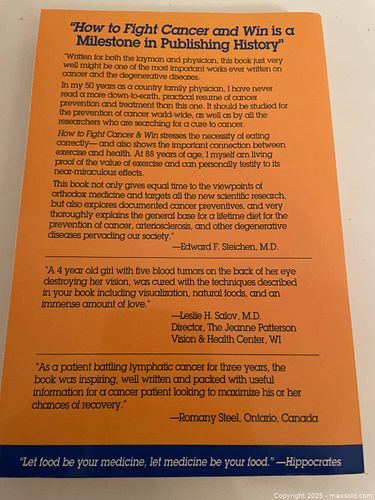 "How to Fight Cancer and Win is a
Milestone in Publishing History"
"Written for both the layman and physician, this book just very
well might be one of the most important works ever written on
cancer and the degenerative diseases.
In my 50 years as a country family physician, I have never
read a more down-to-earth, practical resume of cancer
prevention and treatment than this one. It should be studied for
the prevention of cancer world-wide, as well as by all the
researchers who are searching for a cure to cancer.
How to Fight Cancer & Win stresses the necessity of eating
correctly—and also shows the important connection between
exercise and health. At 88 years of age, I myself am living
proof of the value of exercise and can personally testify to its
near-miraculous effects.
This book not only gives equal time to the viewpoints of
orthodox medicine and targets all the new scientific research,
but also explores documented cancer preventives, and very
thoroughly explains the general base for a lifetime diet for the
prevention of cancer, arteriosclerosis, and other degenerative
diseases pervading our society."
—Edward F. Steichen, M.D.
"A 4 year old girl with five blood tumors on the back of her eye
destroying her vision, was cured with the techniques described
in your book including visualization, natural foods, and an
immense amount of love."
—Leslie H. Salov, M.D.
Director, The Jeanne Patterson
Vision & Health Center, WI
"As a patient battling lymphatic cancer for three years, the
book was inspiring, well written and packed with useful
information for a cancer patient looking to maximize his or her
chances of recovery."
—Romany Steel, Ontario, Canada
"Let food be your medicine, let medicine be your food." —Hippocrates
Copyright 2025 - maxsold.com